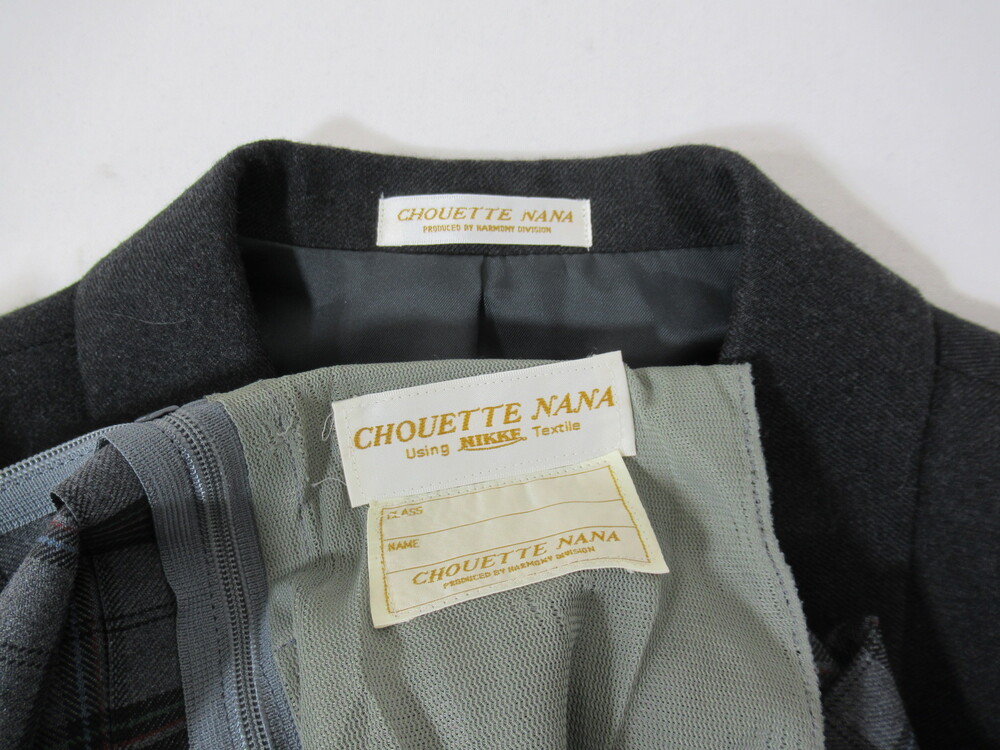 CHOUETTE NANA
PRODUCED BY HARMONY DIVISION
CHOUETTE NANA
Using NIKKE Textile
CLASS
NAME
CHOUETTE NANA
PRODUCED BY HARMONY DIVISION